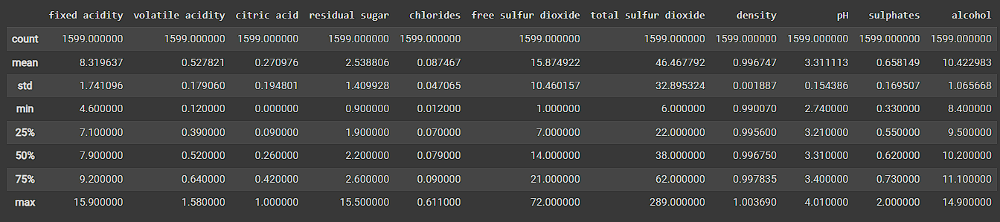 fixed acidity volatile acidity citric acid residual sugar chlorides free sulfur dioxide total sulfur dioxide density pH sulphates alcohol
count 1599.000000 1599.000000 1599.000000 1599.000000 1599.000000 1599.000000 1599.000000 1599.000000 1599.000000 1599.000000 1599.000000
mean 8.319637 0.527821 0.270976 2.538806 0.087467 15.874922 46.467792 0.996747 3.311113 0.658149 10.422983
std 1.741096 0.179060 0.194801 1.409928 0.047065 10.460157 32.895324 0.001887 0.154386 0.169507 1.065668
min 4.600000 0.120000 0.000000 0.900000 0.012000 1.000000 6.000000 0.990070 2.740000 0.330000 8.400000
25% 7.100000 0.390000 0.090000 1.900000 0.070000 7.000000 22.000000 0.995600 3.210000 0.550000 9.500000
50% 7.900000 0.520000 0.260000 2.200000 0.079000 14.000000 38.000000 0.996750 3.310000 0.620000 10.200000
75% 9.200000 0.640000 0.420000 2.600000 0.090000 21.000000 62.000000 0.997835 3.400000 0.730000 11.100000
max 15.900000 1.580000 1.000000 15.500000 0.611000 72.000000 289.000000 1.003690 4.010000 2.000000 14.900000